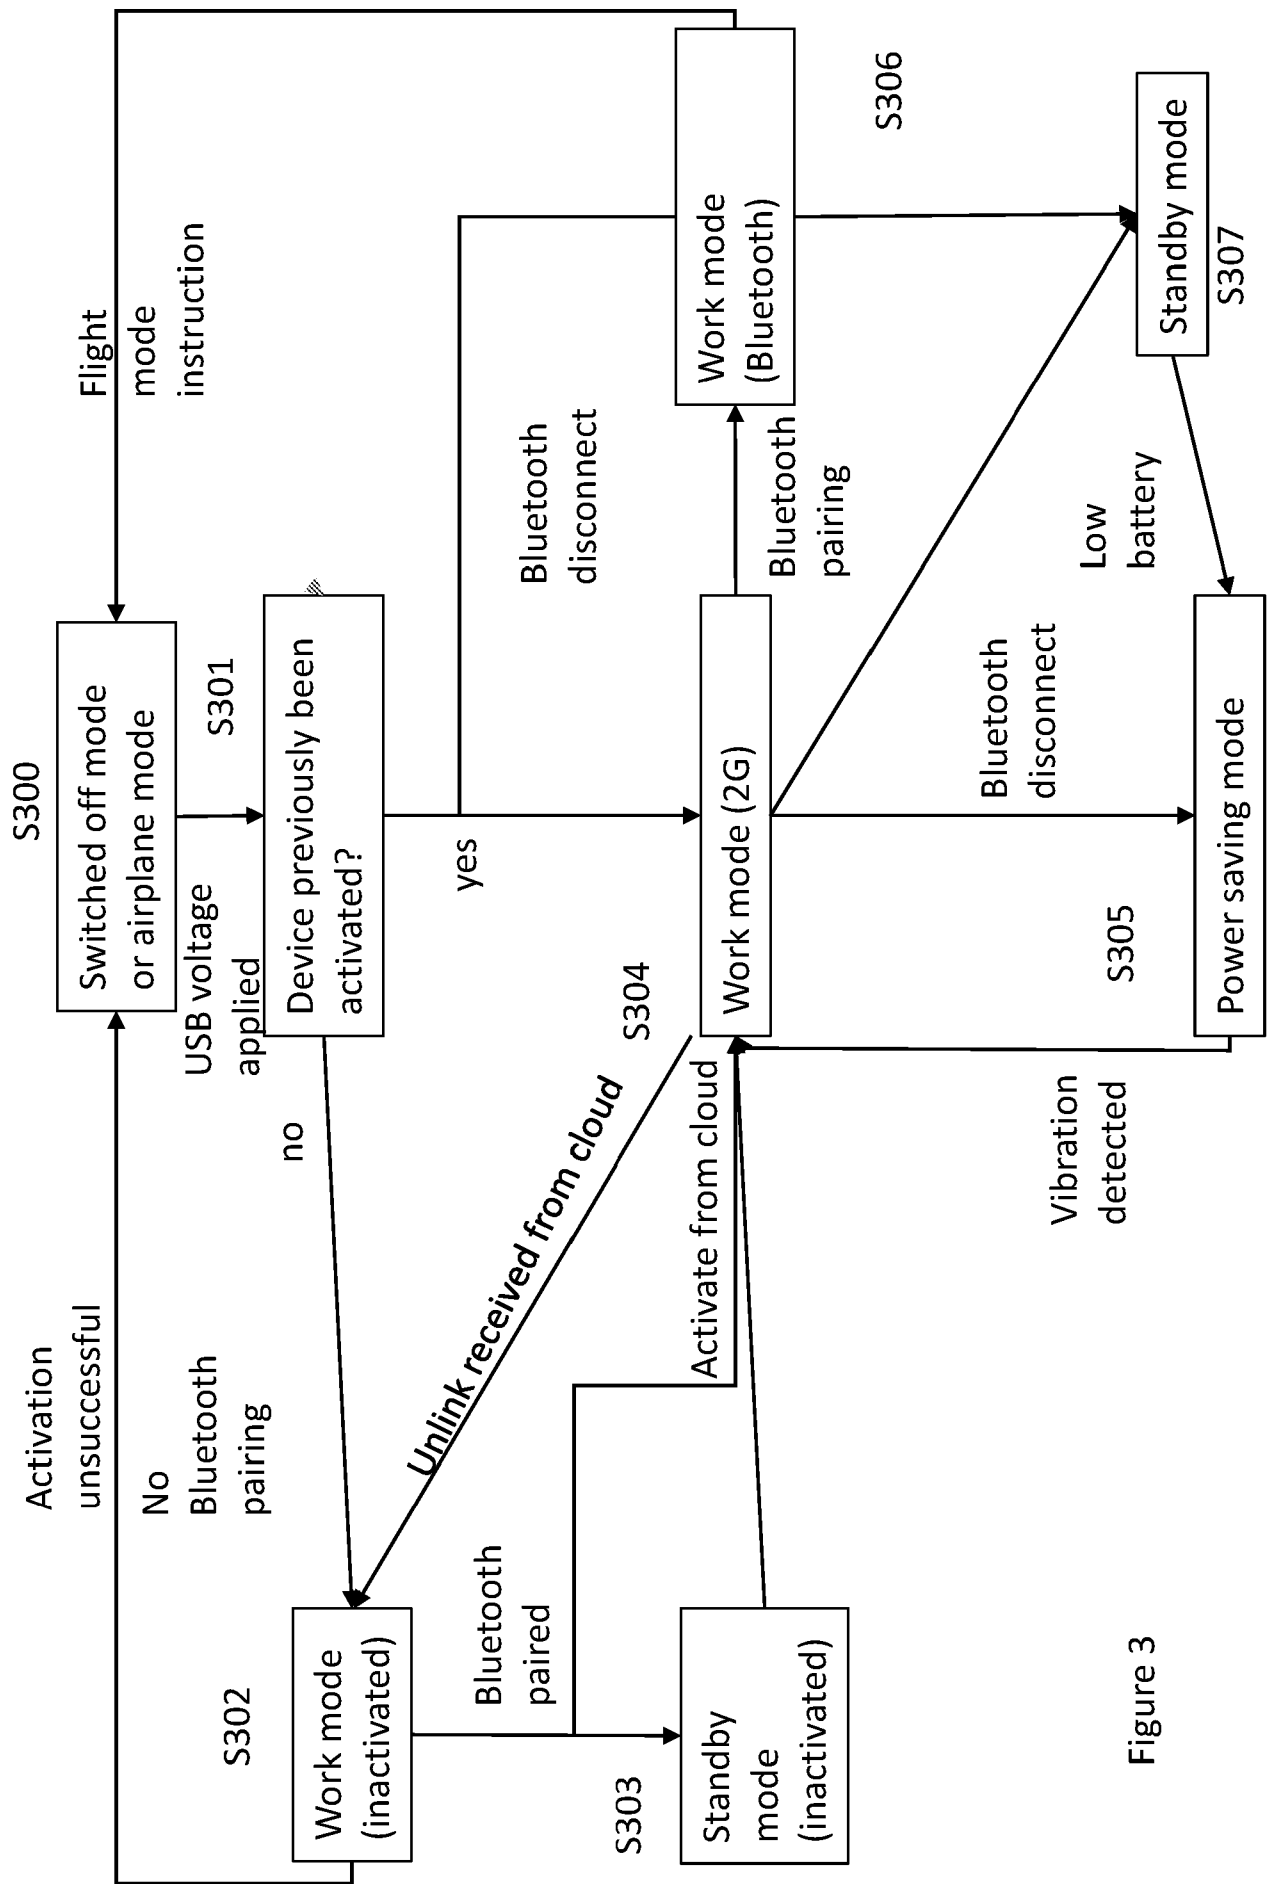 S300
Switched off mode
or airplane mode
Flight
mode
instruction
Activation
unsuccessful
No
Bluetooth
pairing
USB voltage
applied
S301
Device previously been
activated?
no
yes
S302
Work mode
(inactivated)
Bluetooth
paired
Unlink received from cloud
Bluetooth
disconnect
S303
Standby
mode
(inactivated)
Activate from cloud
S304
Work mode (2G)
Bluetooth
pairing
Work mode
(Bluetooth)
S306
Vibration
detected
S305
Bluetooth
disconnect
Low
battery
Standby mode
S307
Power saving mode
Figure 3